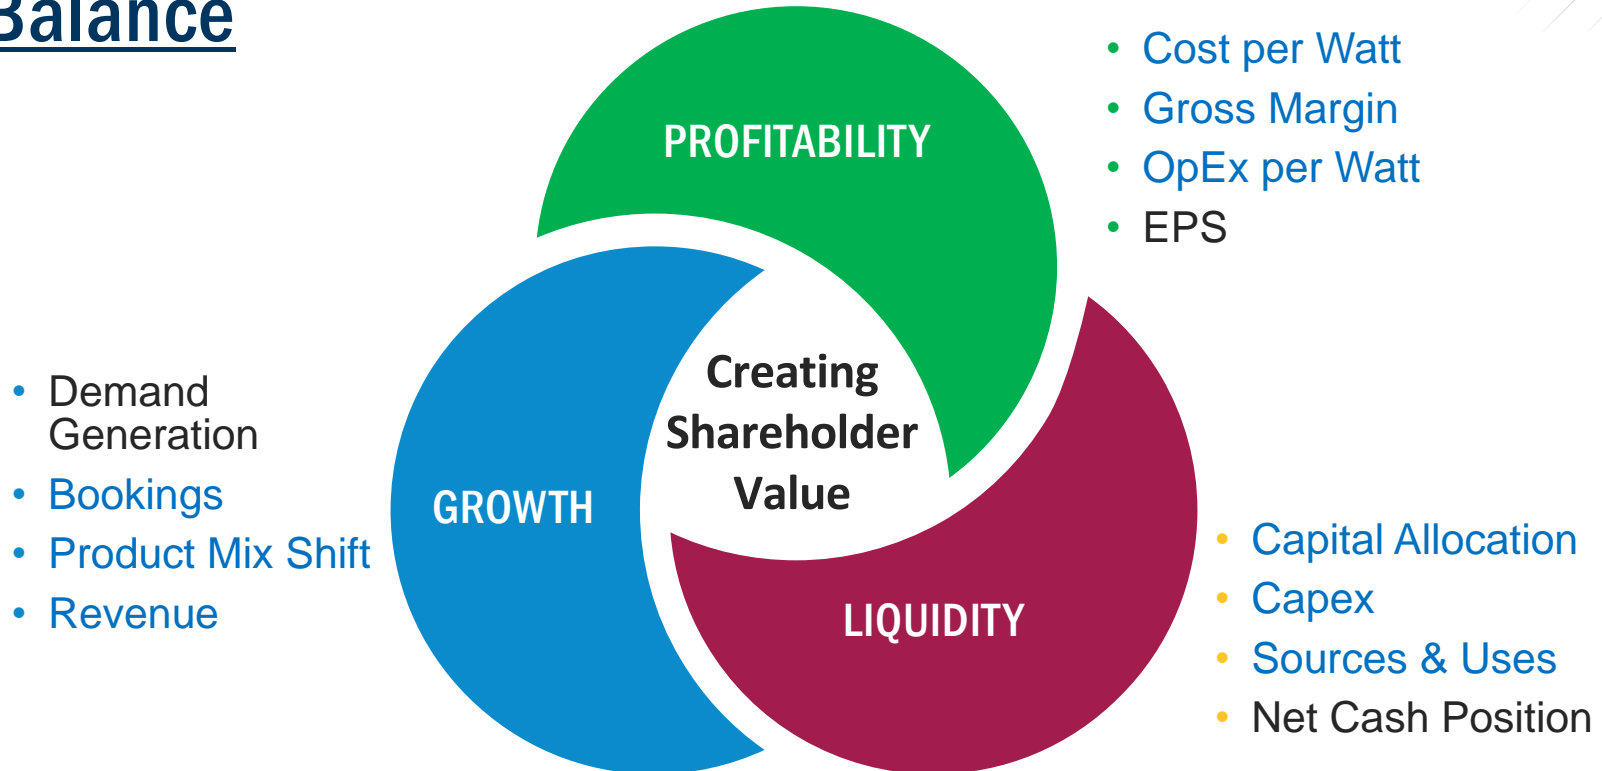 Balance
PROFITABILITY
• Cost per Watt
• Gross Margin
• OpEx per Watt
• EPS
Creating
Shareholder
Value
GROWTH
• Demand
Generation
• Bookings
• Product Mix Shift
• Revenue
LIQUIDITY
• Capital Allocation
• Capex
• Sources & Uses
• Net Cash Position